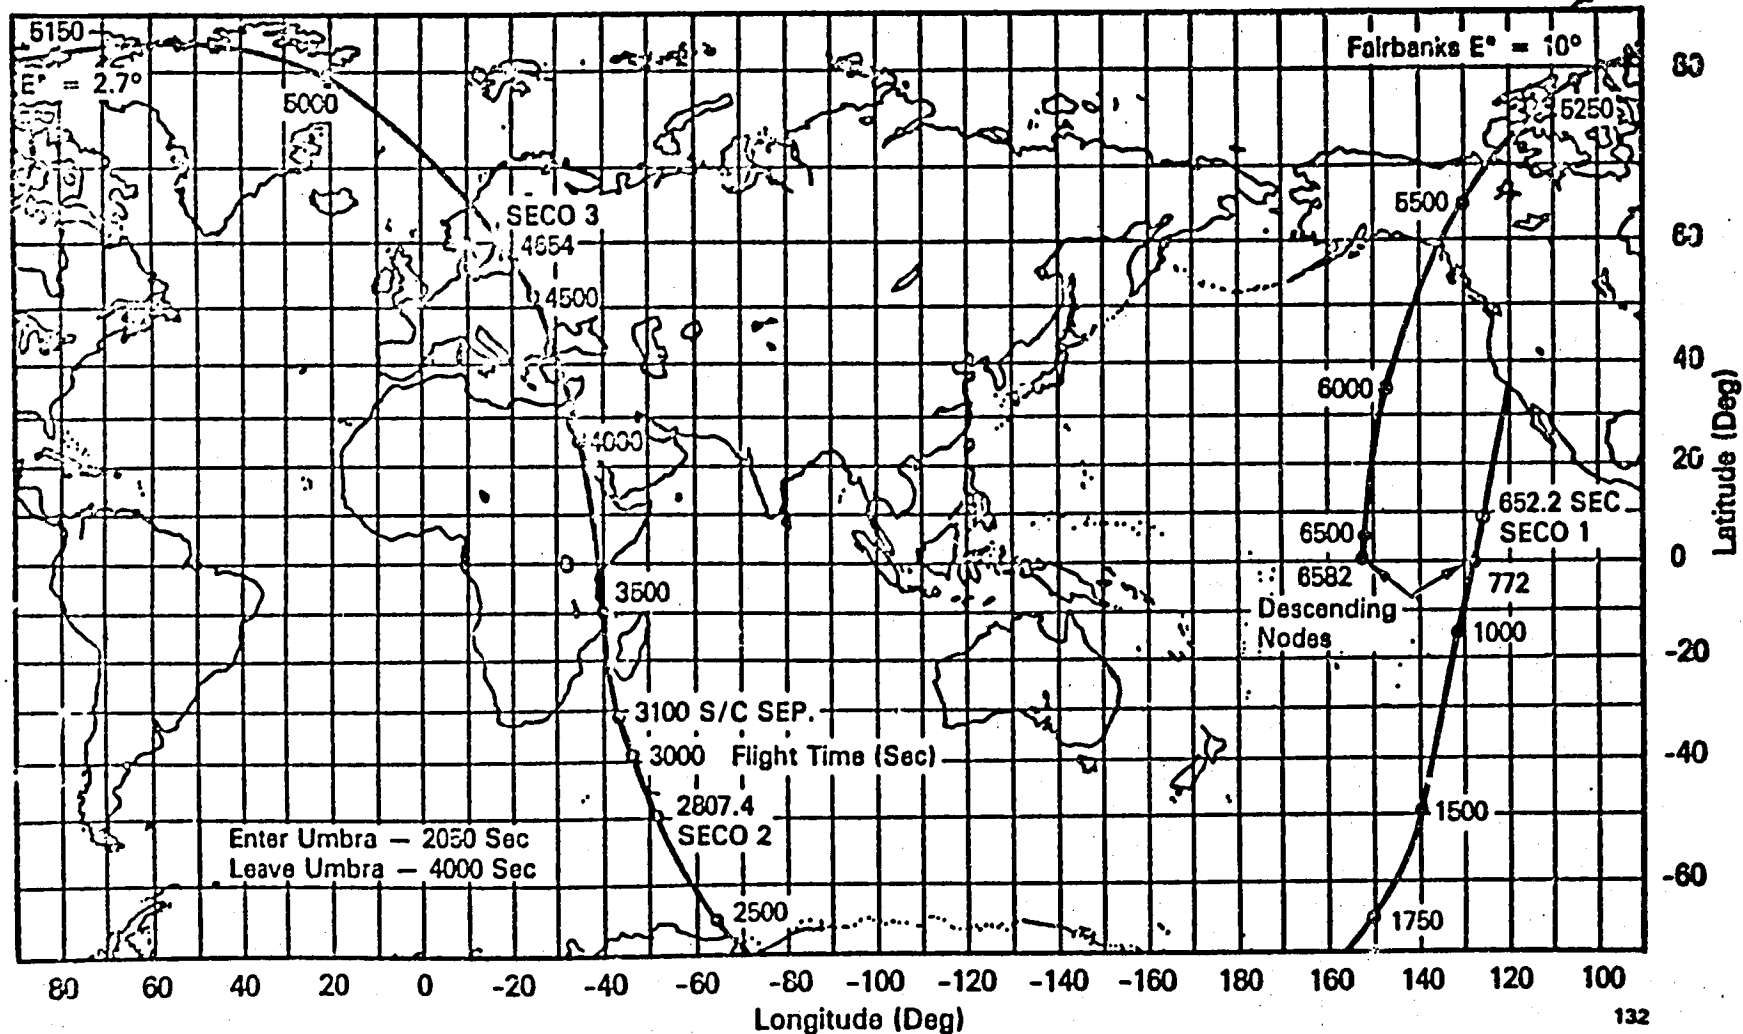 5150
E* = 2.7°
5000
Fairbanks E* = 10°
5250
5500
SECO 3
4654
4500
4000
6000
652.2 SEC
SECO 1
6500
6582
772
Descending
Nodes
1000
0
3500
3100 S/C SEP.
3000 Flight Time (Sec)
2807.4
SECO 2
1500
Enter Umbra — 2050 Sec
Leave Umbra — 4000 Sec
2500
1750
80
60
40
20
0
-20
-40
-60
Latitude (Deg)
80 60 40 20 0 -20 -40 -60 -80 -100 -120 -140 -160 180 160 140 120 100
Longitude (Deg)
132